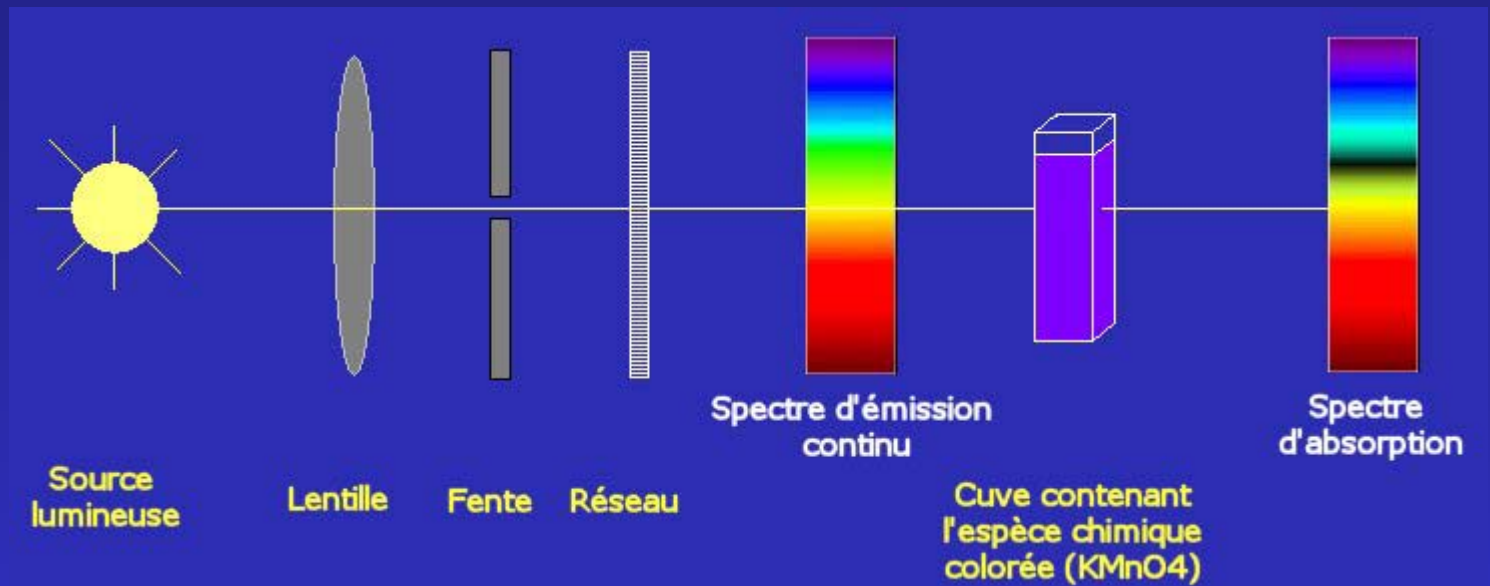 Spectre d'émission
continu
Spectre
d'absorption
Source
lumineuse
Lentille
Fente
Réseau
Cuve contenant
l'espèce chimique
colorée (KMnO4)